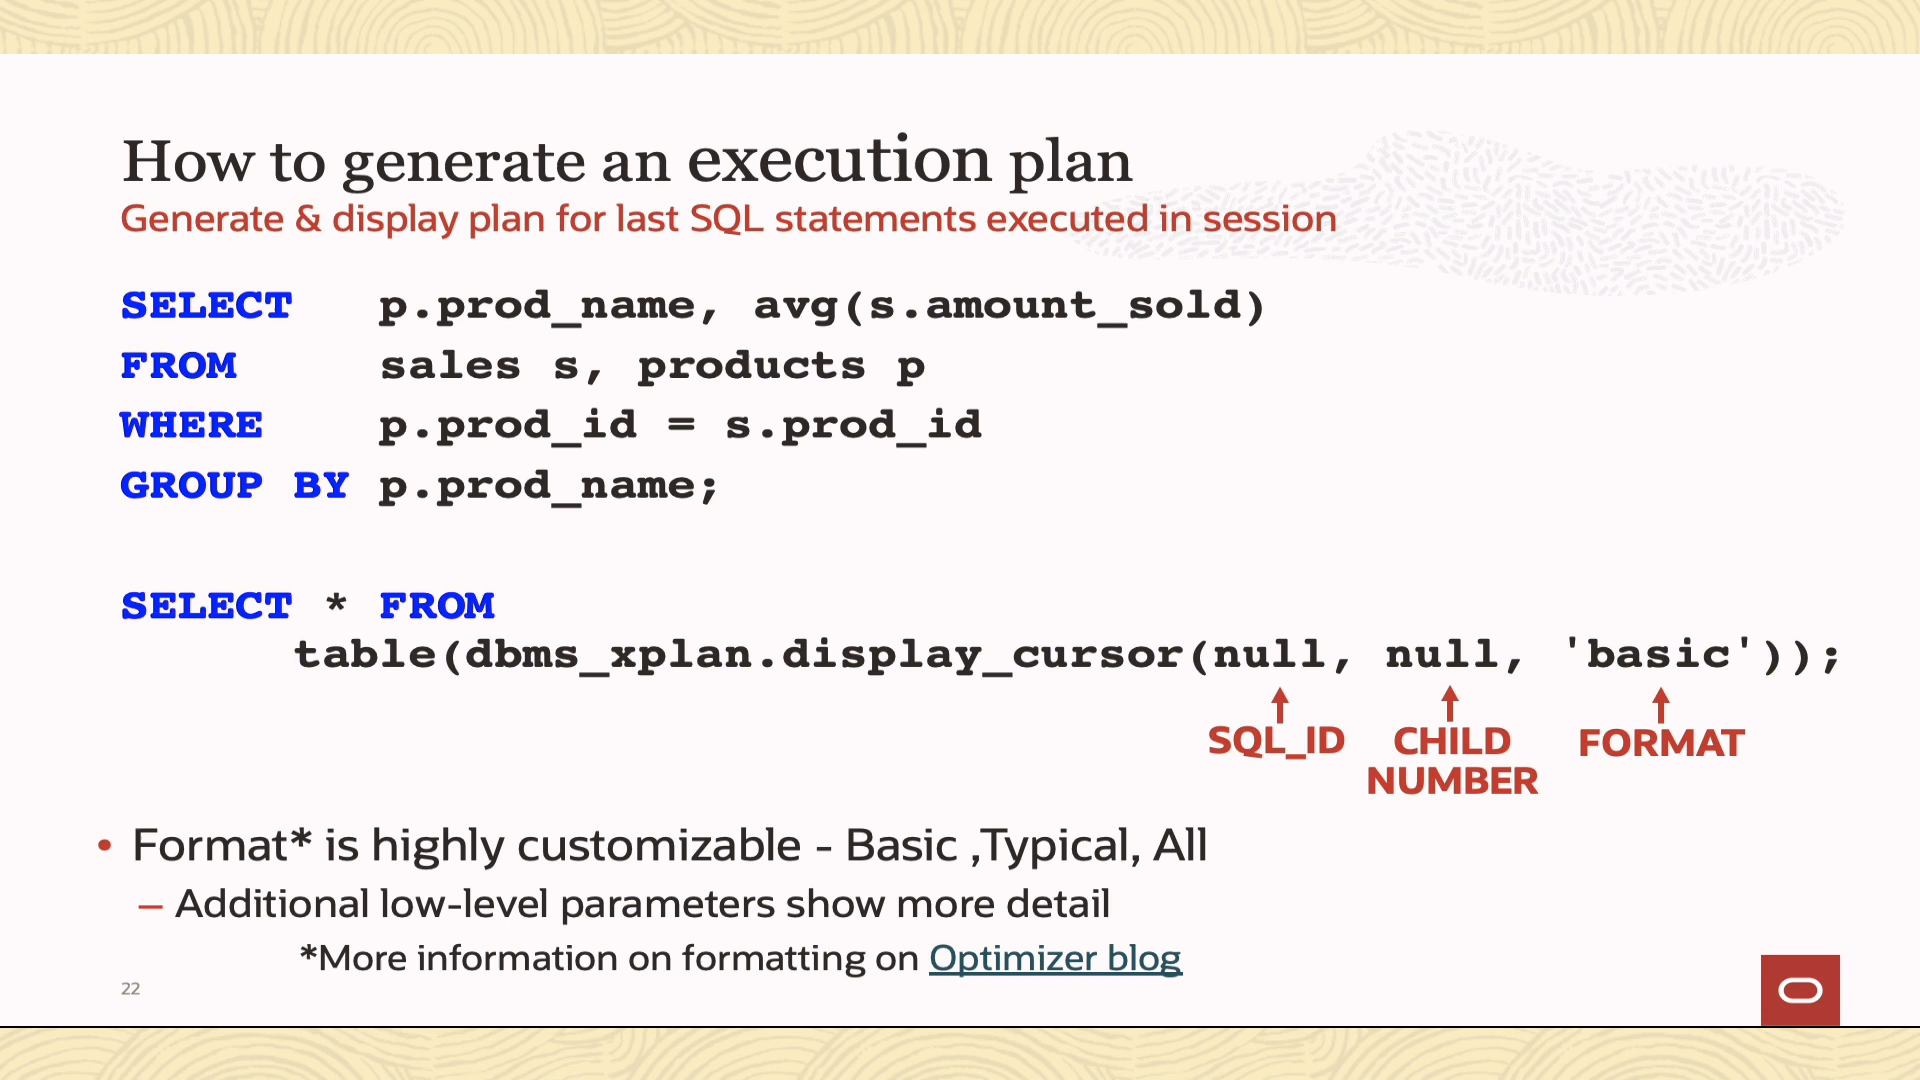 How to generate an execution plan
Generate & display plan for last SQL statements executed in session
SELECT p.prod_name, avg(s.amount_sold)
FROM sales s, products p
WHERE p.prod_id = s.prod_id
GROUP BY p.prod_name;
SELECT * FROM
table(dbms_xplan.display_cursor(null, null, 'basic'));
SQL_ID CHILD FORMAT
NUMBER
• Format* is highly customizable - Basic ,Typical, All
– Additional low-level parameters show more detail
*More information on formatting on Optimizer blog
22